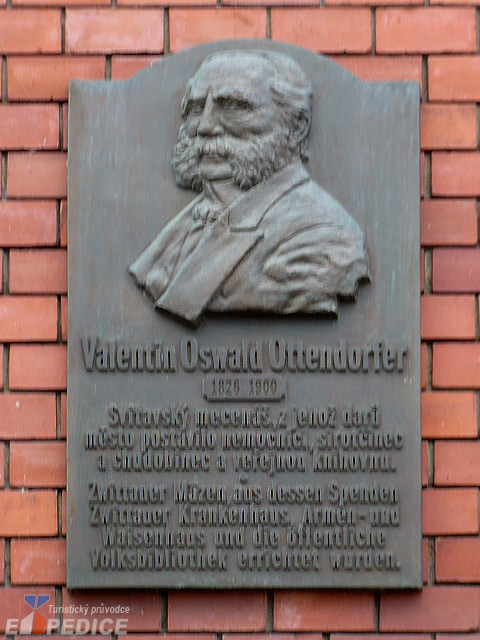 Valentin Oswald Ottendorfer
1826 1900
Svitavský mecenáš, z jehož darů
město postavilo nemocnici, sirotčinec
a chudobinec a veřejnou knihovnu.
Zwittauer Mäzen, aus dessen Spenden
Zwittauer Krankenhaus, Armen- und
Waisenhaus und die öffentliche
Volksbibliothek errichtet wurden.
Turistický průvodce
EXPEDICE